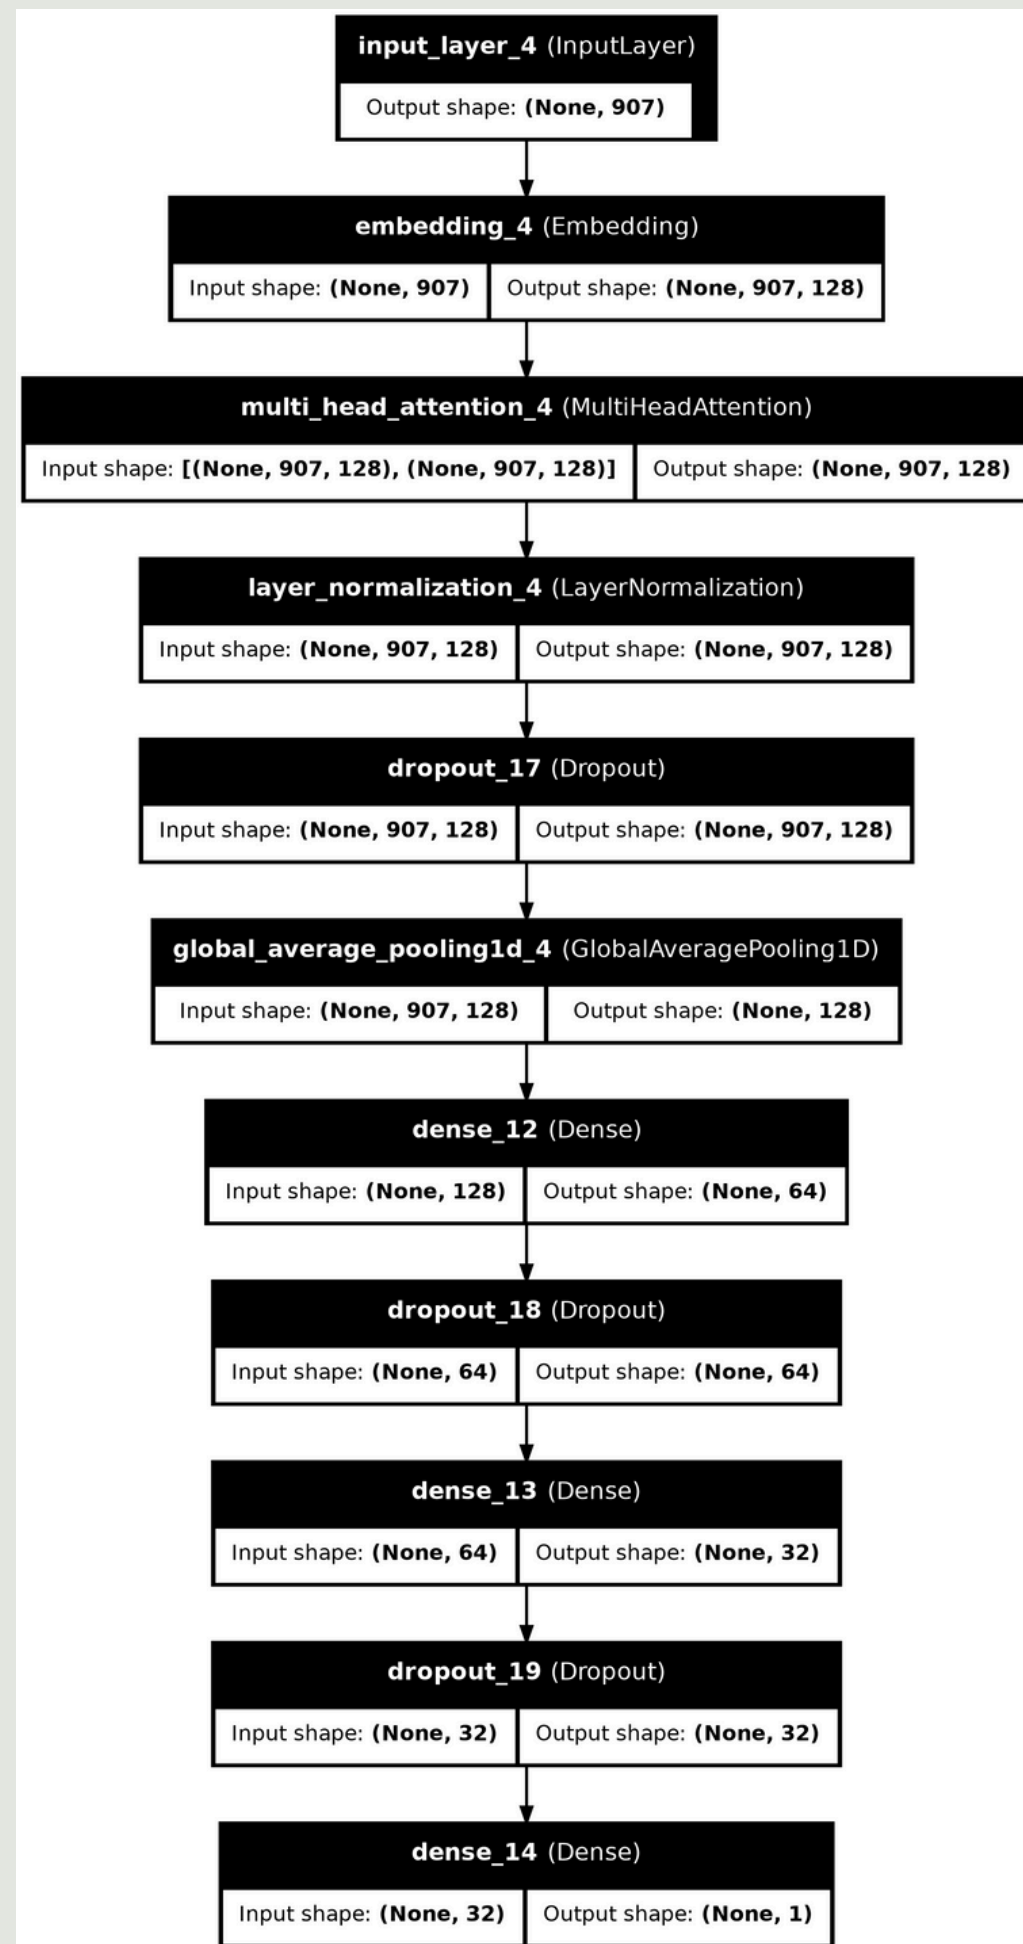 input_layer_4 (InputLayer)
Output shape: (None, 907)
embedding_4 (Embedding)
Input shape: (None, 907) Output shape: (None, 907, 128)
multi_head_attention_4 (MultiHeadAttention)
Input shape: [(None, 907, 128), (None, 907, 128)] Output shape: (None, 907, 128)
layer_normalization_4 (LayerNormalization)
Input shape: (None, 907, 128) Output shape: (None, 907, 128)
dropout_17 (Dropout)
Input shape: (None, 907, 128) Output shape: (None, 907, 128)
global_average_pooling1d_4 (GlobalAveragePooling1D)
Input shape: (None, 907, 128) Output shape: (None, 128)
dense_12 (Dense)
Input shape: (None, 128) Output shape: (None, 64)
dropout_18 (Dropout)
Input shape: (None, 64) Output shape: (None, 64)
dense_13 (Dense)
Input shape: (None, 64) Output shape: (None, 32)
dropout_19 (Dropout)
Input shape: (None, 32) Output shape: (None, 32)
dense_14 (Dense)
Input shape: (None, 32) Output shape: (None, 1)